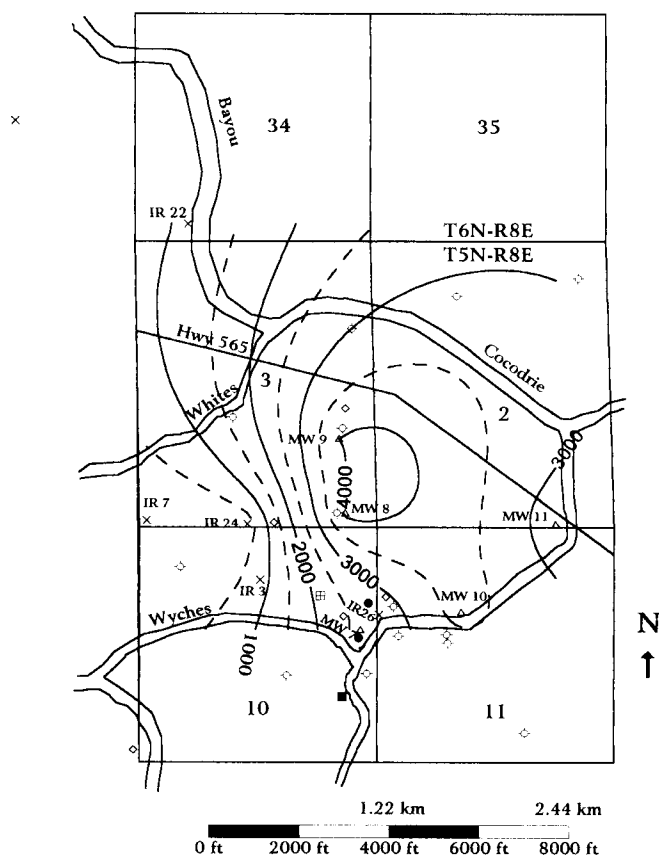 34
35
Bayou
IR 22
T6N-R8E
T5N-R8E
Hwy 565
3
Cocodrie
Whites
2
MW 9
3000
4000
IR 7
IR 24
MW 8
MW 11
2000
3000
IR 3
IR26
MW 10
Wyches
MW 7
1000
N
10
11
1.22 km
2.44 km
0 ft
2000 ft
4000 ft
6000 ft
8000 ft